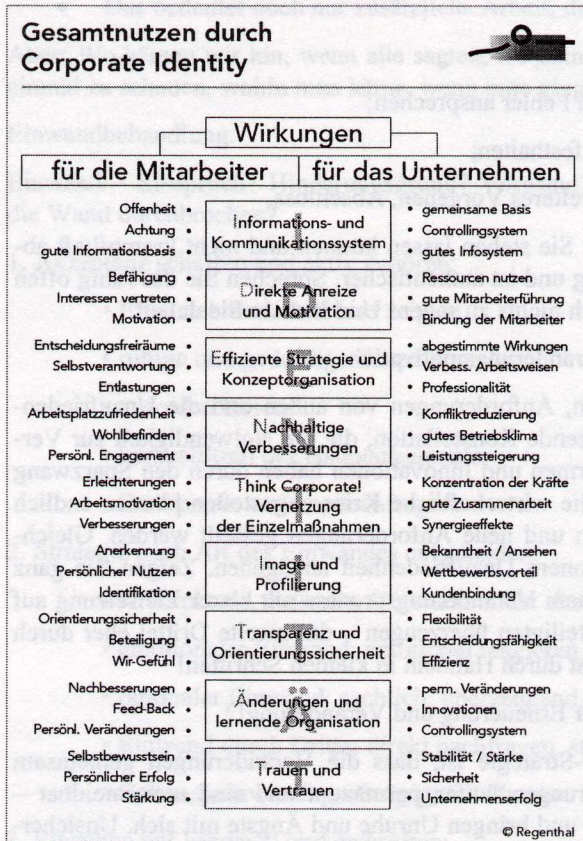 Gesamtnutzen durch
Corporate Identity
Wirkungen
für die Mitarbeiter
für das Unternehmen
Offenheit •
Achtung •
gute Informationsbasis •
I
Informations- und
Kommunikationssystem
• gemeinsame Basis
• Controllingsystem
• gutes Infosystem
Befähigung •
Interessen vertreten •
Motivation •
D
Direkte Art
und Motivation
• gute Mitarbeiterführung
• Bindung der Mitarbeiter
Entscheidungsfreiräume •
Selbstverantwortung •
Entlastungen •
E
Effiziente Strategie und
Konzeptorganisation
• abgestimmte Wirkungen
• Verbess. Arbeitsweisen
• Professionalität
Arbeitsplatzzufriedenheit •
Wohlbefinden •
Persönl. Engagement •
N
Nachhaltige
Verbesserungen
• Konfliktreduzierung
• gutes Betriebsklima
• Leistungssteigerung
Erleichterungen •
Arbeitserfolge •
Verbesserungen •
T
Think Corporate!
Vernetzung
der Einzelmaßnahmen
• Konzentration der Kräfte
• gute Zusammenarbeit
• Synergieeffekte
Anerkennung •
Persönlicher Nutzen •
Identifikation •
I
Image und
Profilierung
• Bekanntheit / Ansehen
• Wettbewerbsvorteil
• Kundenbindung
Orientierungssicherheit •
Beteiligung •
Wir-Gefühl •
T
Transparenz und
Orientierungssicherheit
• Flexibilität
• Entscheidungsfähigkeit
• Effizienz
Nachbesserungen •
Feed-Back •
Persönl. Veränderungen •
Ä
Änderungen und
lernende Organisation
• perm. Veränderungen
• Innovationen
• Controllingsystem
Selbstvertrauen •
Persönlicher Erfolg •
Stärkung •
T
Trauen und
Vertrauen
• Stabilität / Stärke
• Sicherheit
• Unternehmenserfolg
© Regenthal